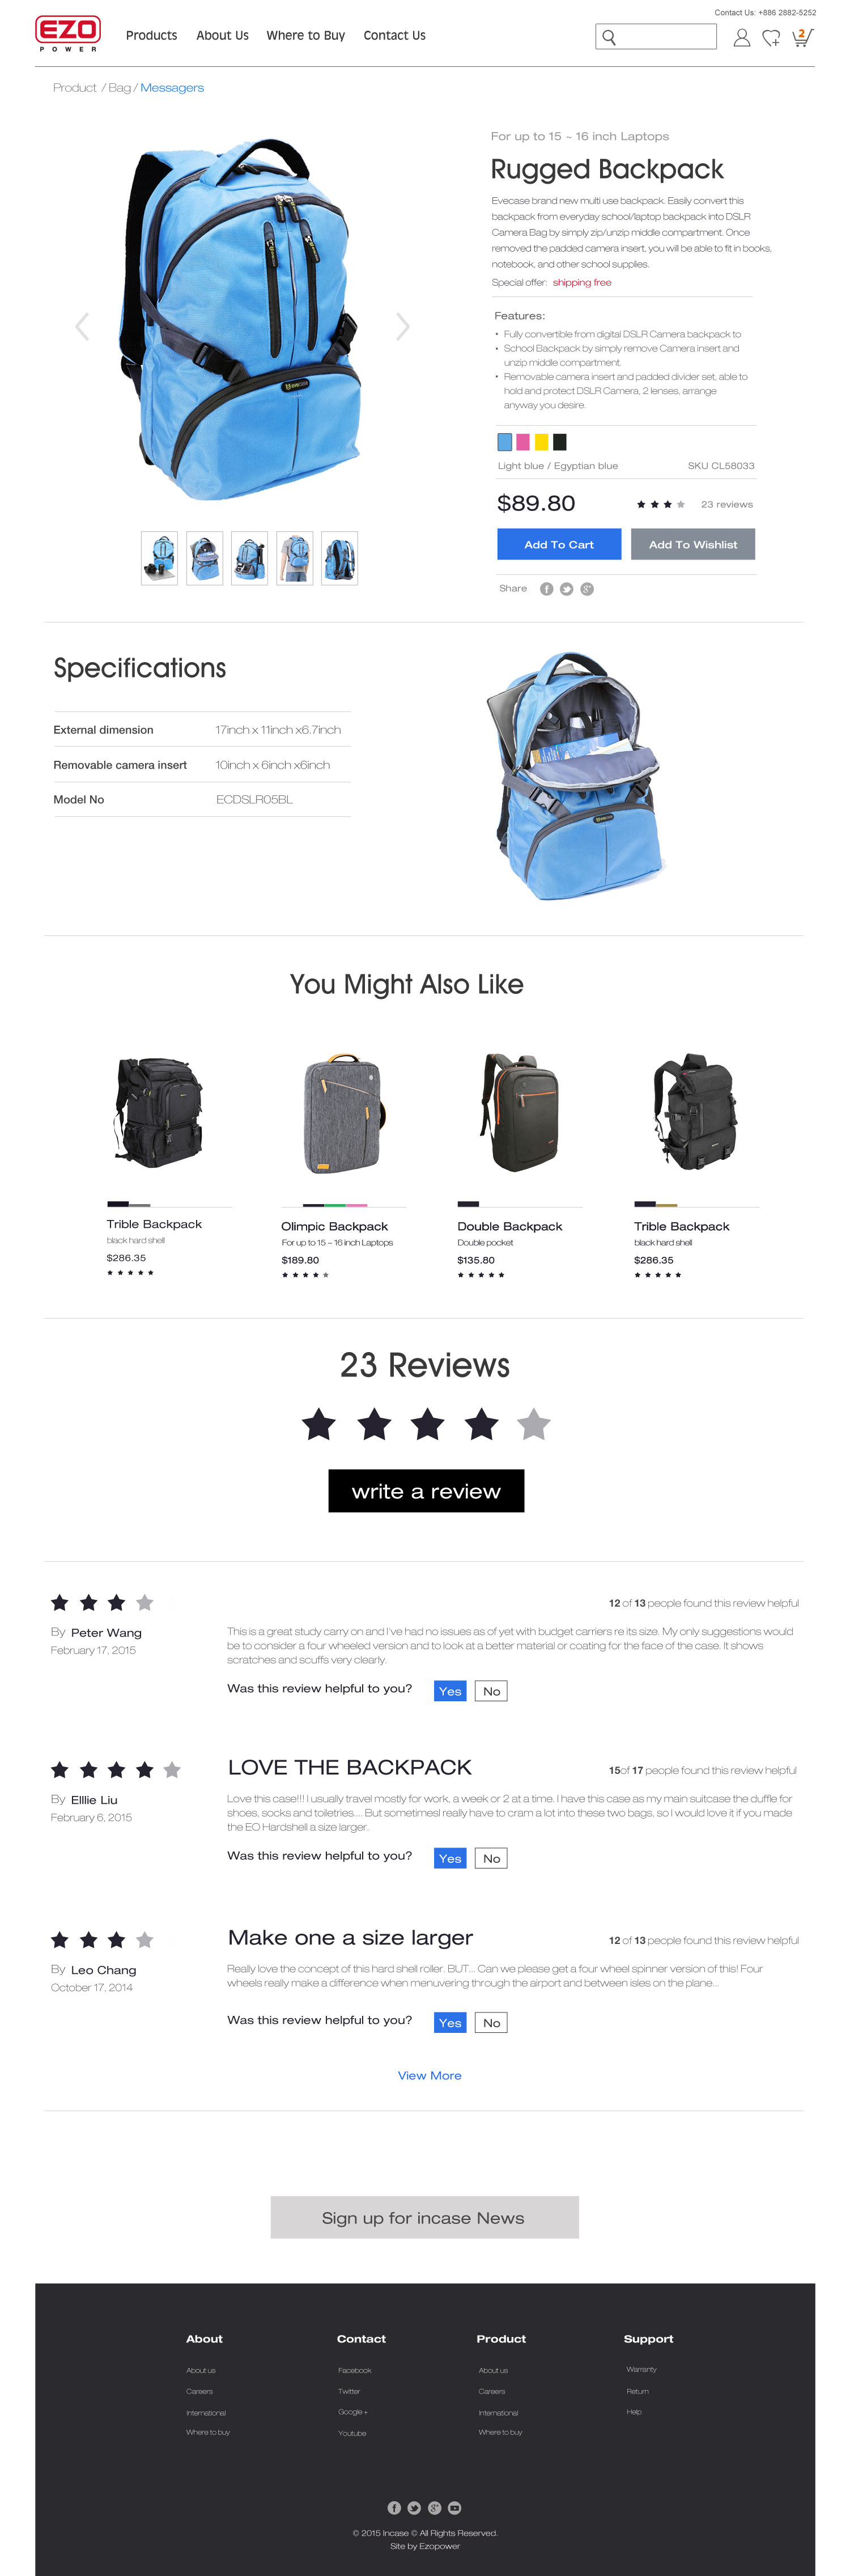 Contact Us: +886 2882-5252
EZO
POWER
Products About Us Where to Buy Contact Us
2
Product / Bag / Messagers
For up to 15 ~ 16 inch Laptops
Rugged Backpack
Evecase brand new multi use backpack. Easily convert this
backpack from everyday school/laptop backpack into DSLR
Camera Bag by simply zip/unzip middle compartment. Once
removed the padded camera insert, you will be able to fit in books,
notebook, and other school supplies.
Special offer: shipping free
Features:
• Fully convertible from digital DSLR Camera backpack to
• School Backpack by simply remove Camera insert and
unzip middle compartment.
• Removable camera insert and padded divider set, able to
hold and protect DSLR Camera, 2 lenses, arrange
anyway you desire.
Light blue / Egyptian blue SKU CL58033
$89.80 23 reviews
Add To Cart Add To Wishlist
Share
Specifications
External dimension 17inch x 11inch x6.7inch
Removable camera insert 10inch x 6inch x6inch
Model No ECDSLR05BL
You Might Also Like
Trible Backpack
black hard shell
$286.35
Olimpic Backpack
For up to 15 ~ 16 inch Laptops
$189.80
Double Backpack
Double pocket
$135.80
Trible Backpack
black hard shell
$286.35
23 Reviews
write a review
12 of 13 people found this review helpful
By Peter Wang
February 17, 2015
This is a great study carry on and I've had no issues as of yet with budget carriers re its size. My only suggestions would
be to consider a four wheeled version and to look at a better material or coating for the face of the case. It shows
scratches and scuffs very clearly.
Was this review helpful to you? Yes No
LOVE THE BACKPACK
15of 17 people found this review helpful
By Elllie Liu
February 6, 2015
Love this case!!! I usually travel mostly for work, a week or 2 at a time. I have this case as my main suitcase the duffle for
shoes, socks and toiletries.... But sometimesI really have to cram a lot into these two bags, so I would love it if you made
the EO Hardshell a size larger.
Was this review helpful to you? Yes No
Make one a size larger
12 of 13 people found this review helpful
By Leo Chang
October 17, 2014
Really love the concept of this hard shell roller. BUT... Can we please get a four wheel spinner version of this! Four
wheels really make a difference when menuvering through the airport and between isles on the plane...
Was this review helpful to you? Yes No
View More
Sign up for incase News
About
About us
Careers
International
Where to buy
Contact
Facebook
Twitter
Google +
Youtube
Product
About us
Careers
International
Where to buy
Support
Warranty
Return
Help
© 2015 Incase © All Rights Reserved.
Site by Ezopower